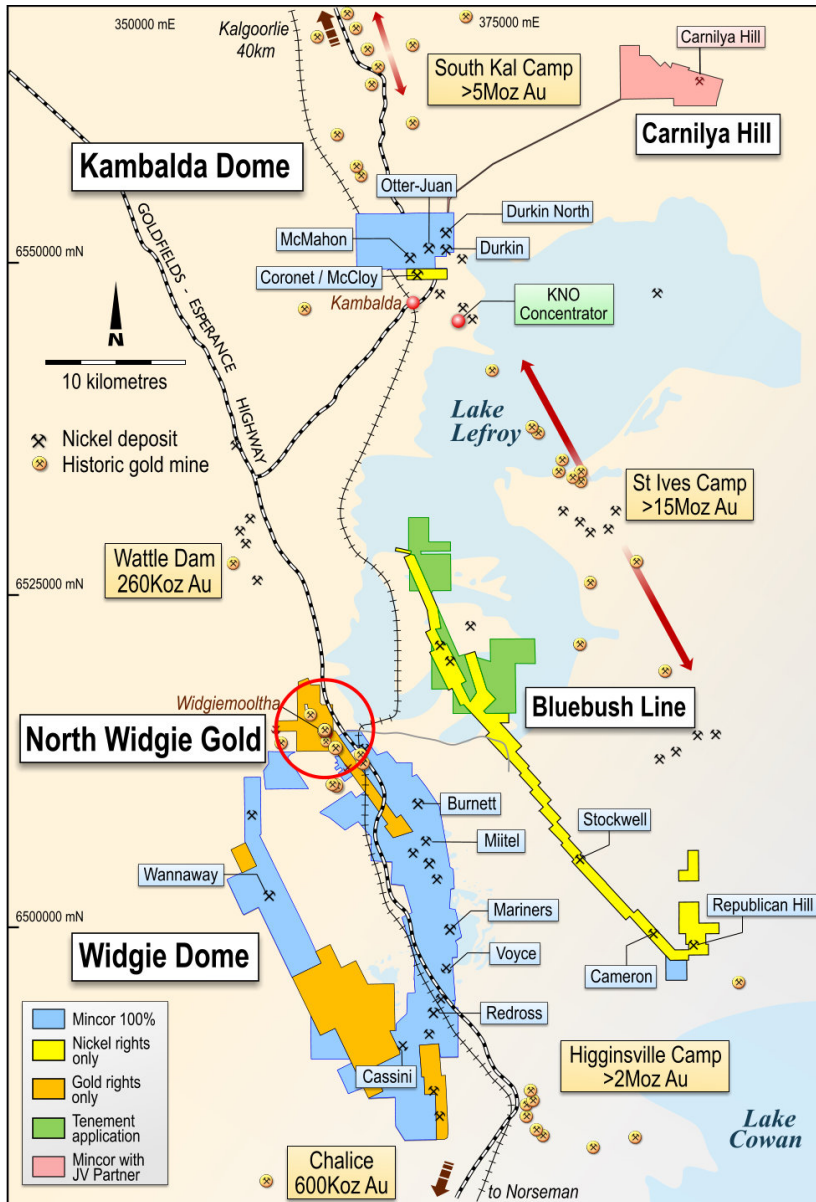 350000 mE
375000 mE
Kalgoorlie
40km
South Kal Camp
>5Moz Au
Carnilya Hill
Carnilya Hill
Kambalda Dome
Otter-Juan
Durkin North
McMahon
Durkin
6550000 mN
Coronet / McCloy
Kambalda
KNO
Concentrator
GOLDFIELDS - ESPERANCE
HIGHWAY
N
10 kilometres
Lake
Lefroy
Nickel deposit
Historic gold mine
St Ives Camp
>15Moz Au
Wattle Dam
260Koz Au
6525000 mN
Widgiemooltha
North Widgie Gold
Bluebush Line
Burnett
Stockwell
Miitel
Wannaway
Republican Hill
6500000 mN
Mariners
Widgie Dome
Voyce
Cameron
Redross
Mincor 100%
Nickel rights
only
Gold rights
only
Tenement
application
Mincor with
JV Partner
Cassini
Higginsville Camp
>2Moz Au
Lake
Cowan
Chalice
600Koz Au
to Norseman